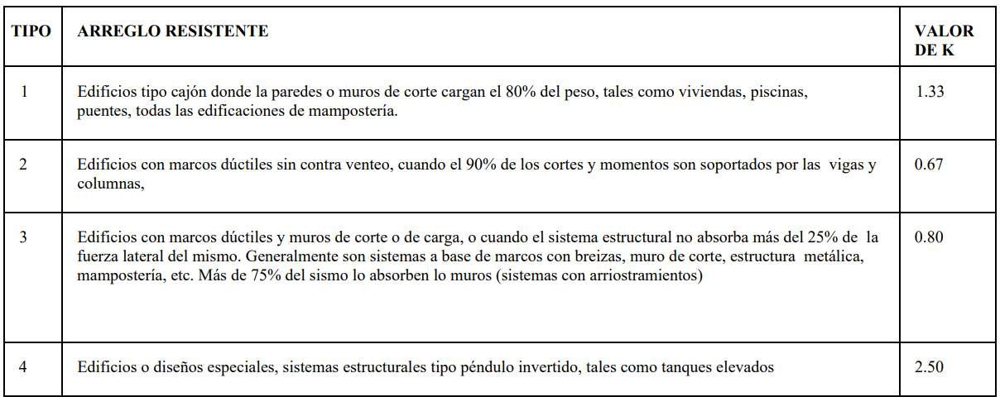 TIPO ARREGLO RESISTENTE VALOR
DE K
1 Edificios tipo cajón donde la paredes o muros de corte cargan el 80% del peso, tales como viviendas, piscinas, 1.33
puentes, todas las edificaciones de mampostería.
2 Edificios con marcos dúctiles sin contra venteo, cuando el 90% de los cortes y momentos son soportados por las vigas y 0.67
columnas,
3 Edificios con marcos dúctiles y muros de corte o de carga, o cuando el sistema estructural no absorba más del 25% de la 0.80
fuerza lateral del mismo. Generalmente son sistemas a base de marcos con breizas, muro de corte, estructura metálica,
mampostería, etc. Más de 75% del sismo lo absorben lo muros (sistemas con arriostramientos)
4 Edificios o diseños especiales, sistemas estructurales tipo péndulo invertido, tales como tanques elevados 2.50